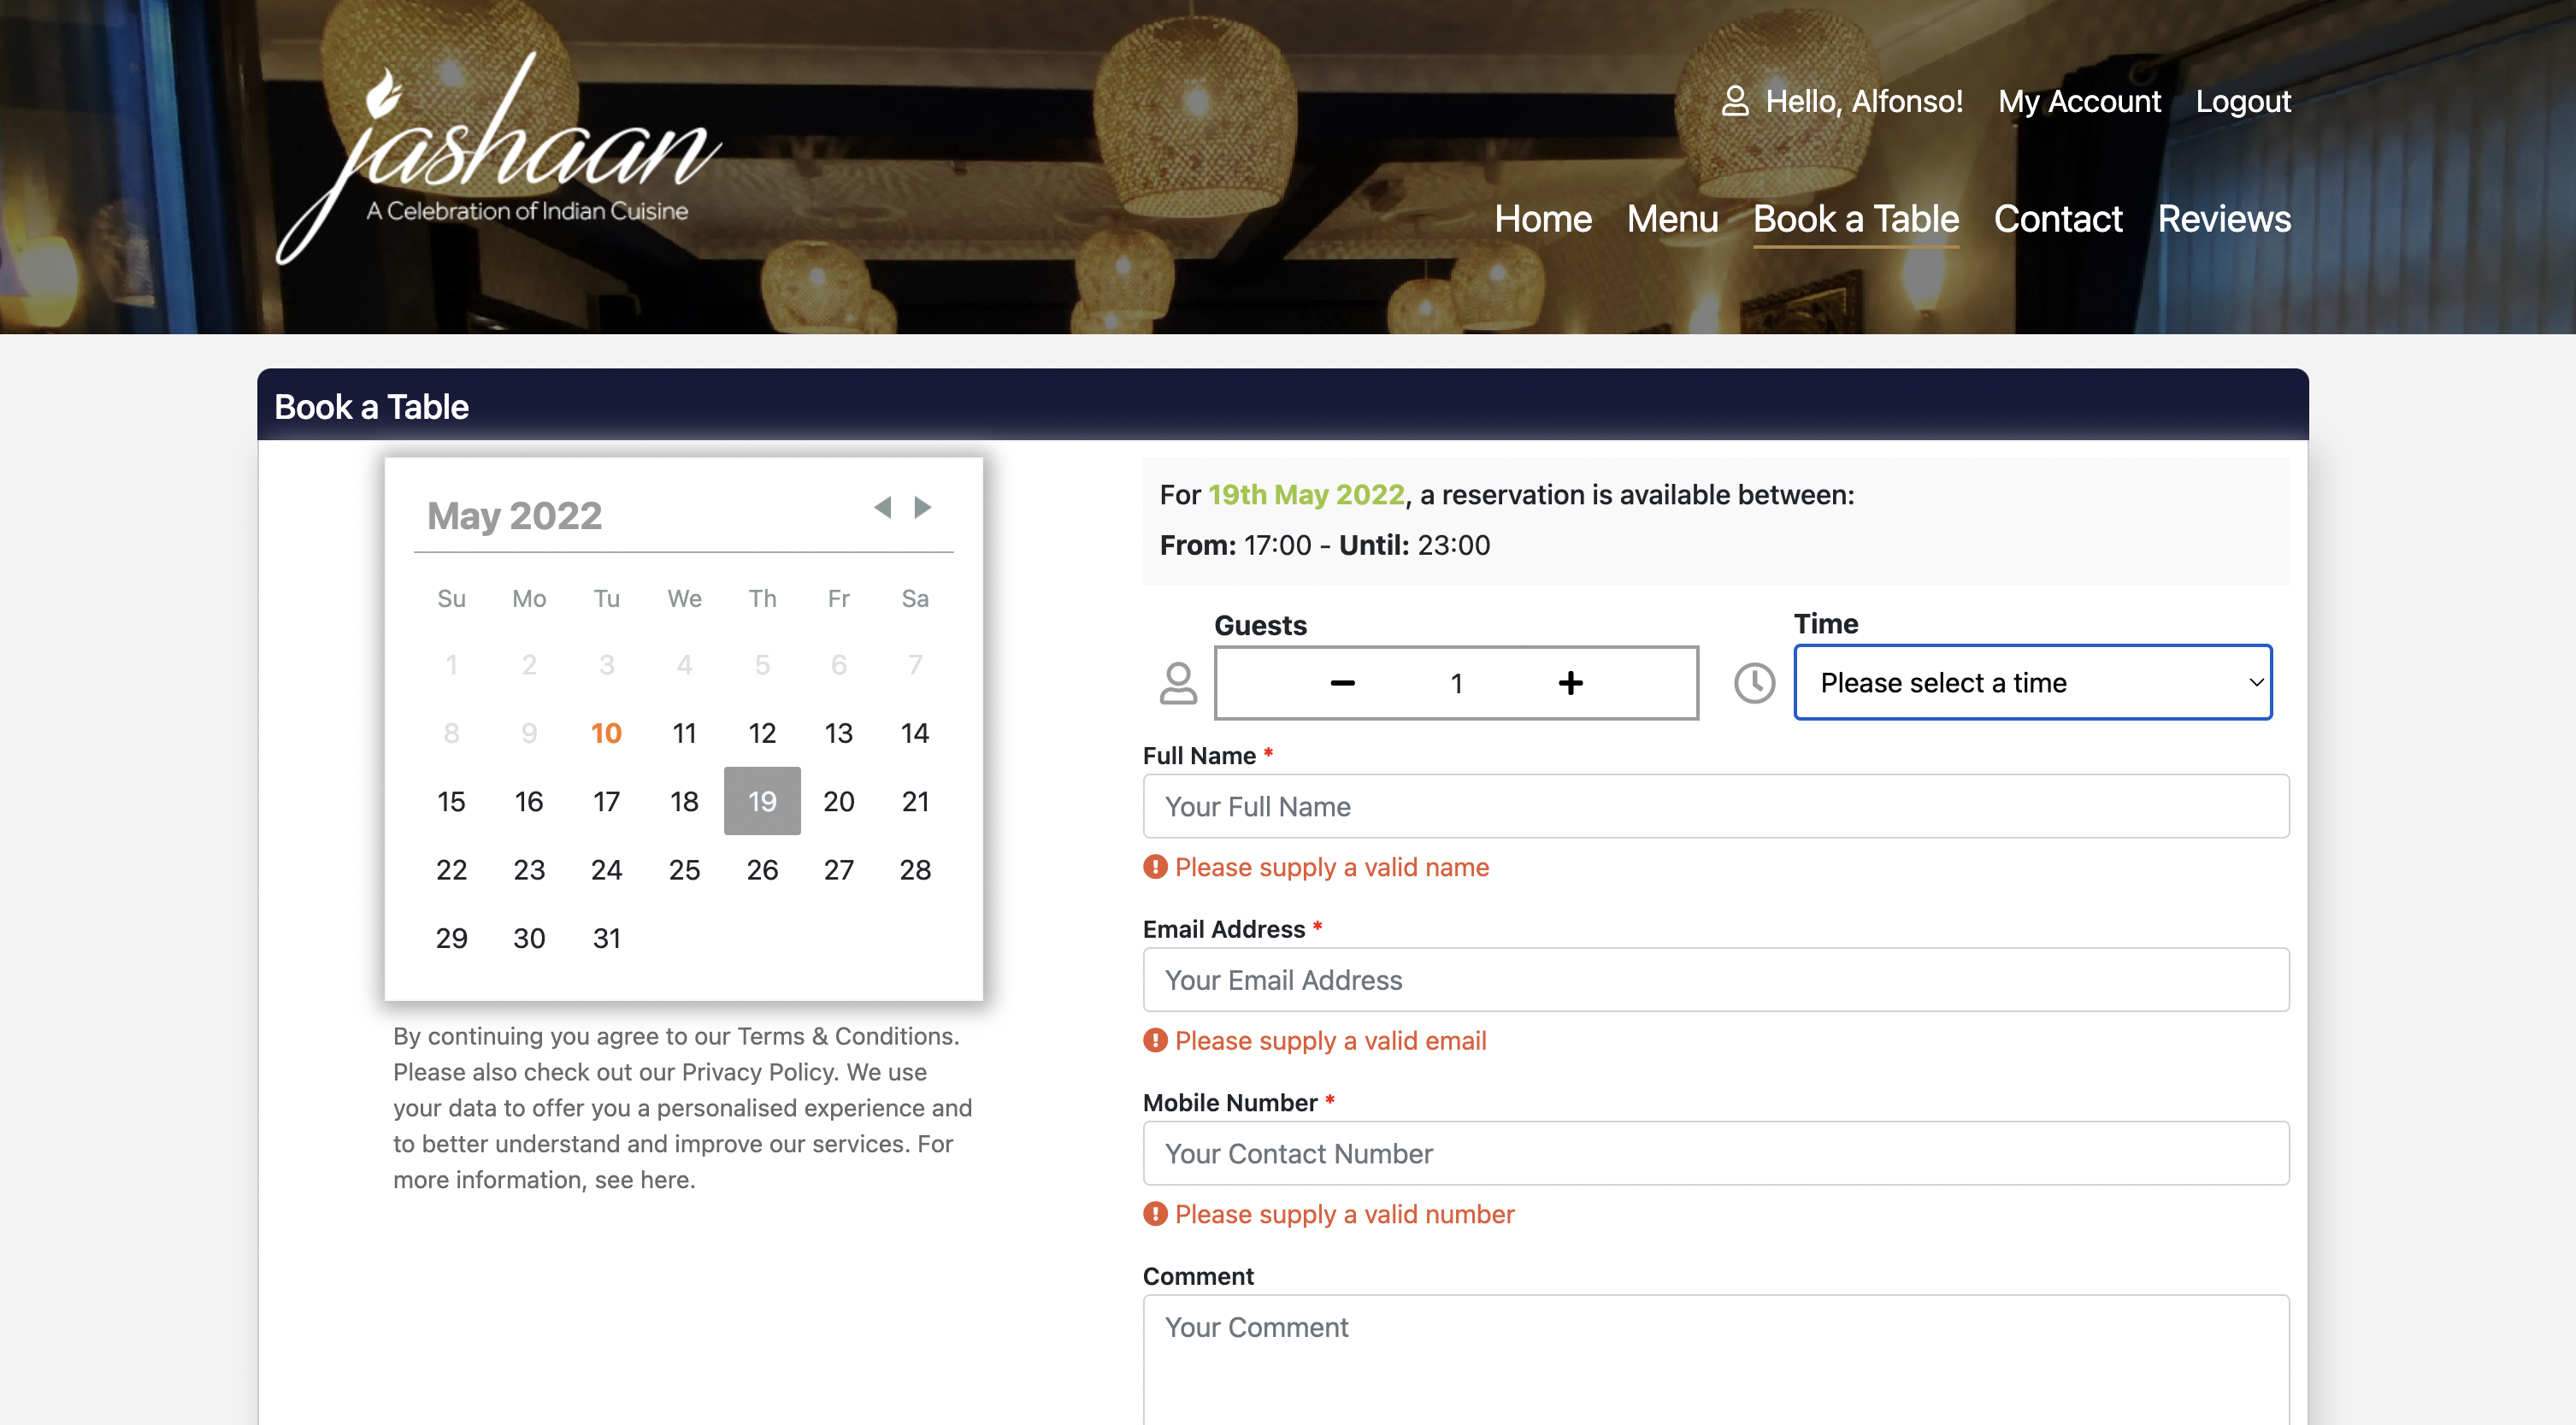 jashaan
A Celebration of Indian Cuisine
Hello, Alfonso! My Account Logout
Home Menu Book a Table Contact Reviews
Book a Table
May 2022
Su Mo Tu We Th Fr Sa
1 2 3 4 5 6 7
8 9 10 11 12 13 14
15 16 17 18 19 20 21
22 23 24 25 26 27 28
29 30 31
By continuing you agree to our Terms & Conditions.
Please also check out our Privacy Policy. We use
your data to offer you a personalised experience and
to better understand and improve our services. For
more information, see here.
For 19th May 2022, a reservation is available between:
From: 17:00 - Until: 23:00
Guests
1
Time
Please select a time
Full Name *
Your Full Name
Please supply a valid name
Email Address *
Your Email Address
Please supply a valid email
Mobile Number *
Your Contact Number
Please supply a valid number
Comment
Your Comment